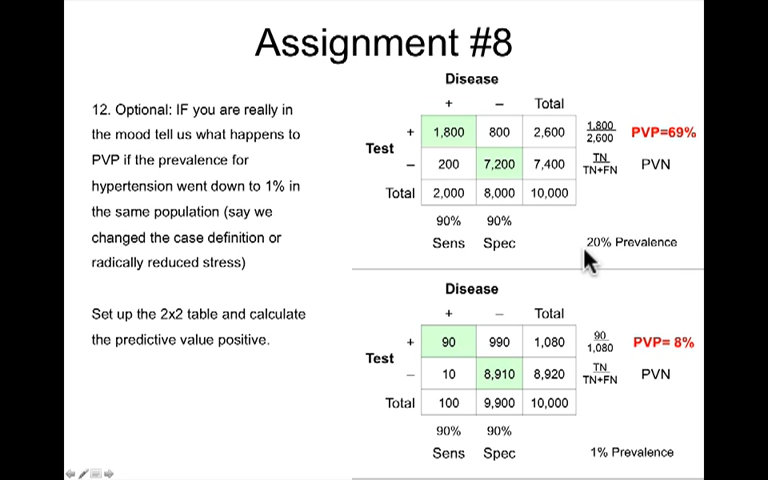 Assignment #8
12. Optional: IF you are really in
the mood tell us what happens to
PVP if the prevalence for
hypertension went down to 1% in
the same population (say we
changed the case definition or
radically reduced stress)
Set up the 2x2 table and calculate
the predictive value positive.
Disease
+ – Total
Test
+ 1,800 800 2,600 1,800/2,600 PVP=69%
– 200 7,200 7,400 TN/TN+FN PVN
Total 2,000 8,000 10,000
90% 90%
Sens Spec 20% Prevalence
Disease
+ – Total
Test
+ 90 990 1,080 90/1,080 PVP= 8%
– 10 8,910 8,920 TN/TN+FN PVN
Total 100 9,900 10,000
90% 90%
Sens Spec 1% Prevalence